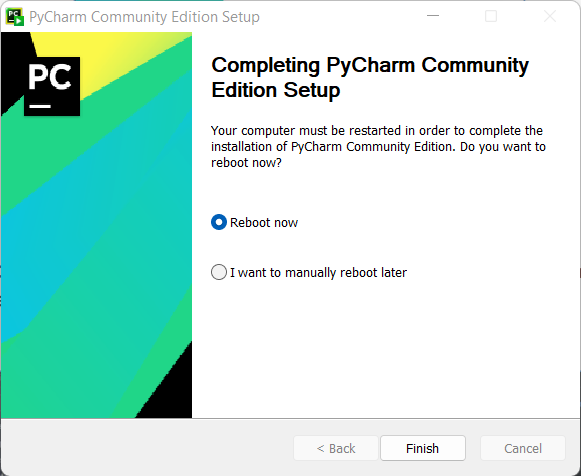 PyCharm Community Edition Setup
PC
Completing PyCharm Community
Edition Setup
Your computer must be restarted in order to complete the
installation of PyCharm Community Edition. Do you want to
reboot now?
Reboot now
I want to manually reboot later
< Back
Finish
Cancel